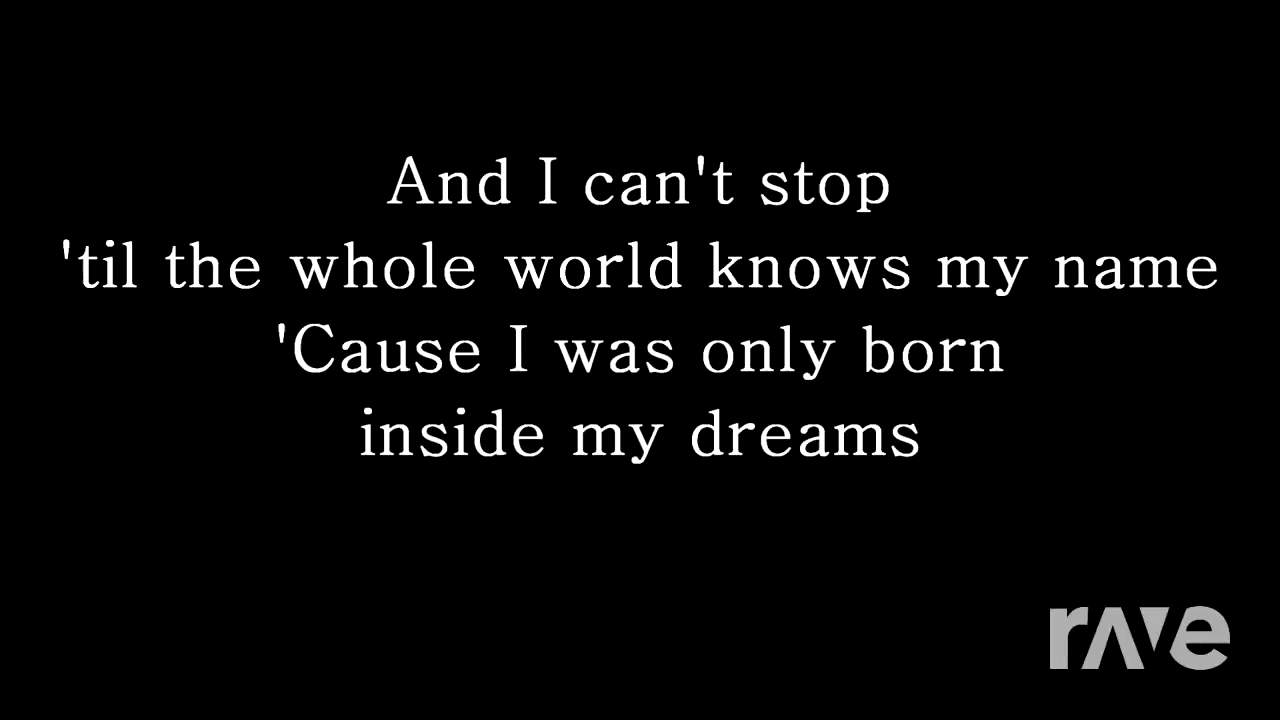 And I can't stop
'til the whole world knows my name
'Cause I was only born
inside my dreams
rave